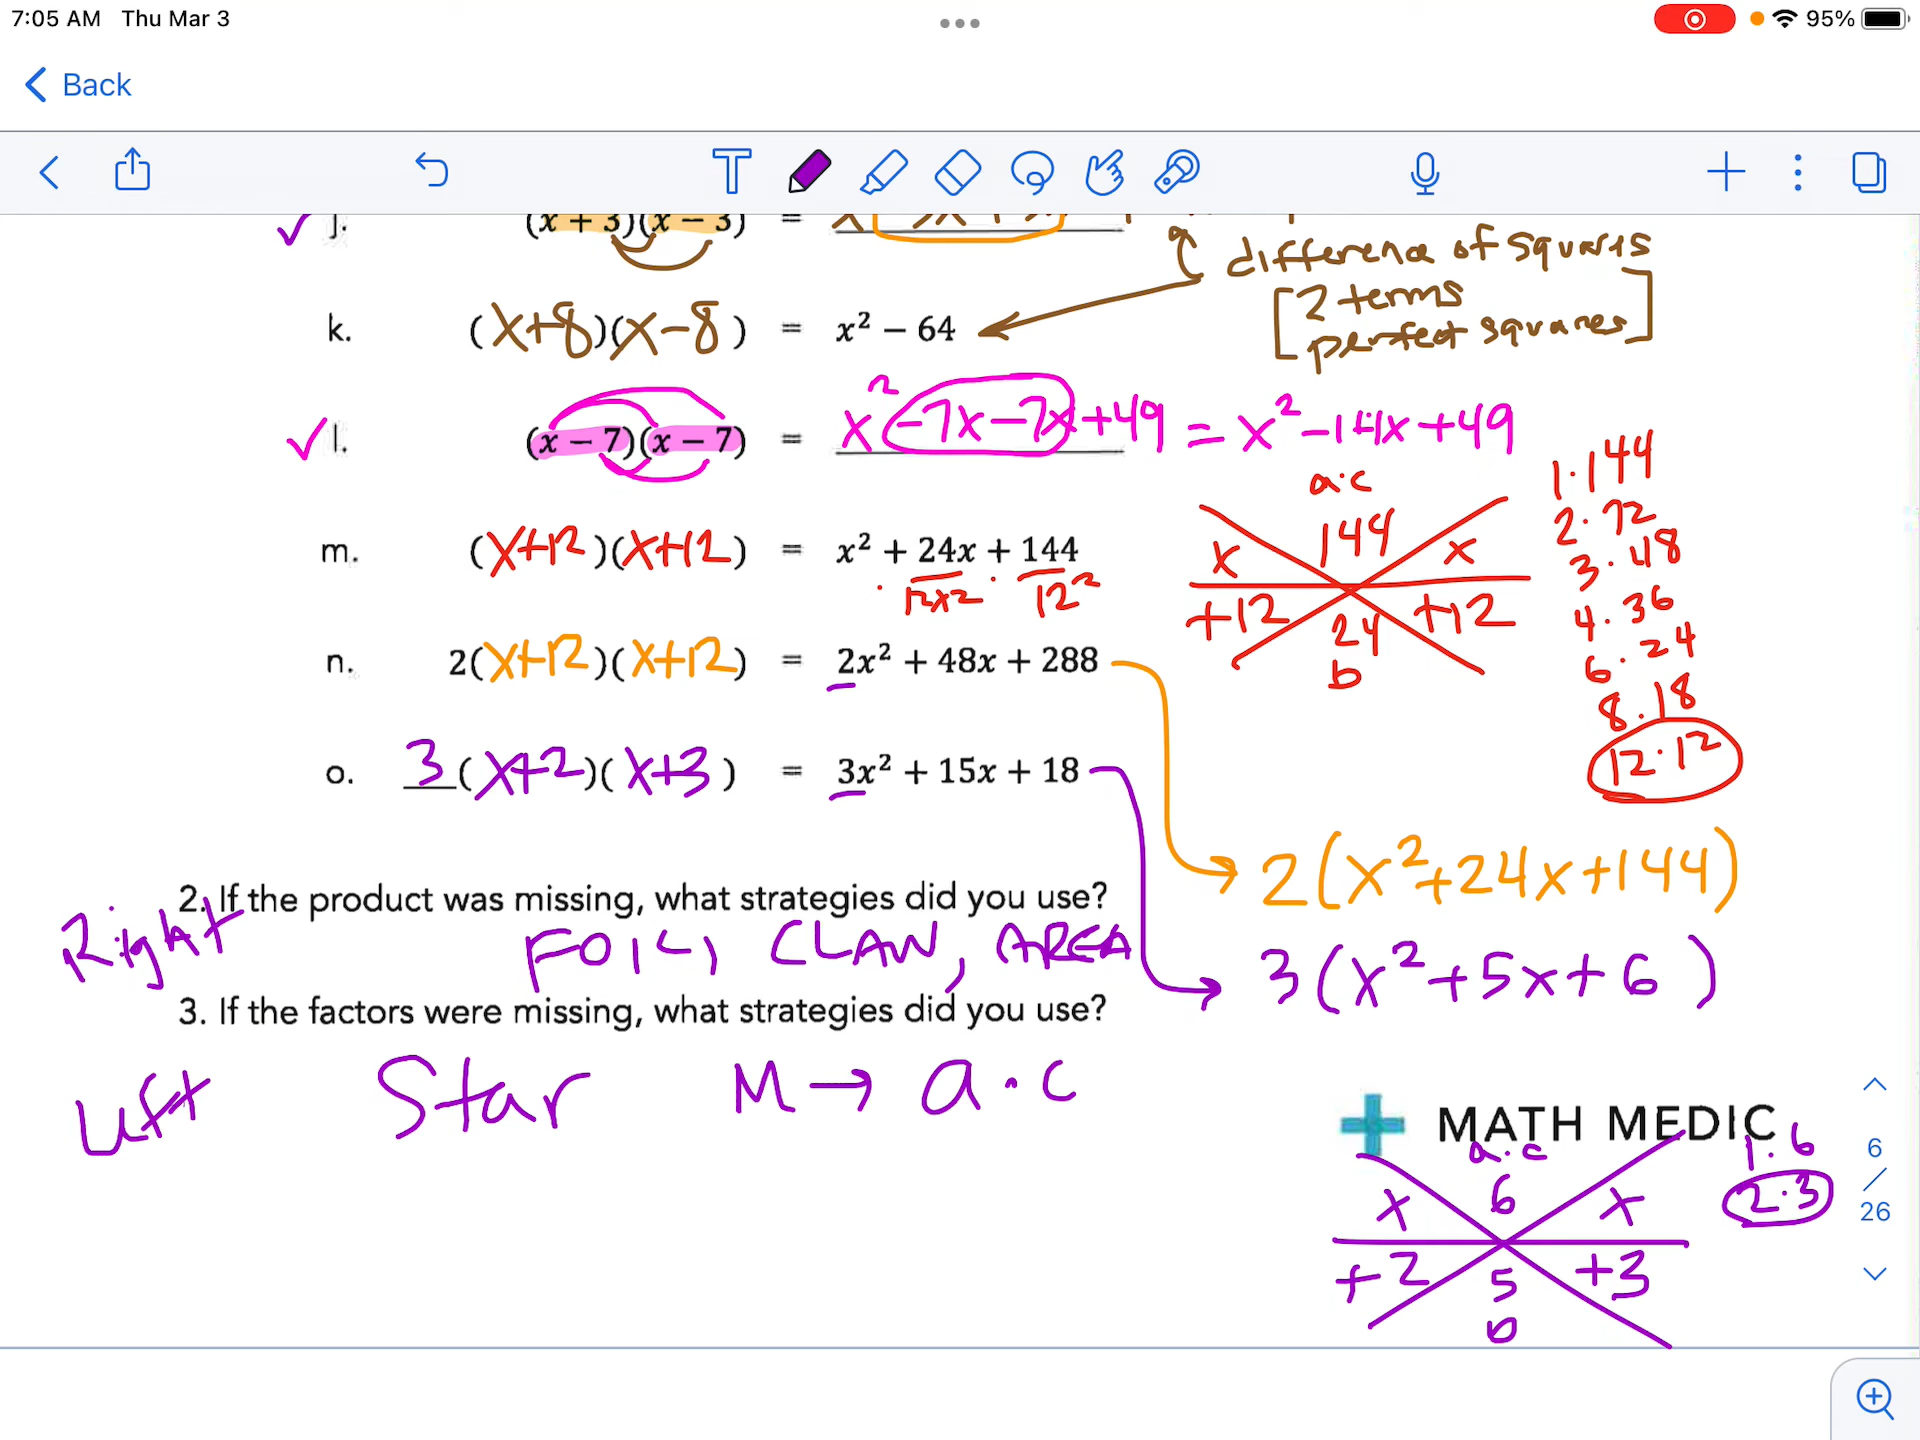 7:05 AM Thu Mar 3
95%
Back
j. (x + 3)(x − 3) =
difference of squares
[2 terms
perfect squares]
k. (x+8)(x−8) = x² − 64
✓ l. (x − 7)(x − 7) = x² −7x−7x+49 = x²−14x+49
a·c
144
x x
+12 +12
24
b
1·144
2·72
3·48
4·36
6·24
8·18
12·12
m. (x+12)(x+12) = x² + 24x + 144
12x2 12²
n. 2(x+12)(x+12) = 2x² + 48x + 288
o. 3(x+2)(x+3) = 3x² + 15x + 18
2(x²+24x+144)
2. If the product was missing, what strategies did you use?
Right FOIL, CLAW, AREA
3(x²+5x+6)
3. If the factors were missing, what strategies did you use?
Left Star M → a·c
MATH MEDIC
a·c
6
x x
+2 +3
5
b
1·6
2·3
6
/
26